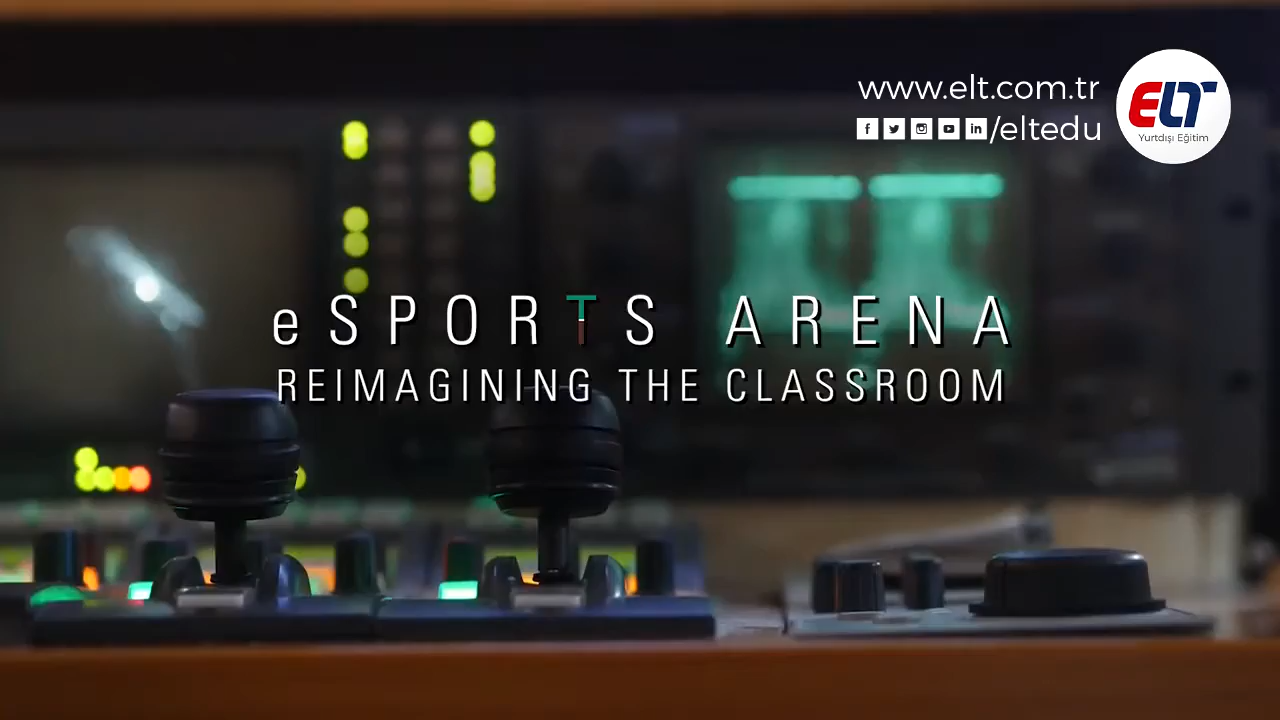 www.elt.com.tr
/eltedu
ELT
Yurtdışı Eğitim
eSPORTS ARENA
REIMAGINING THE CLASSROOM